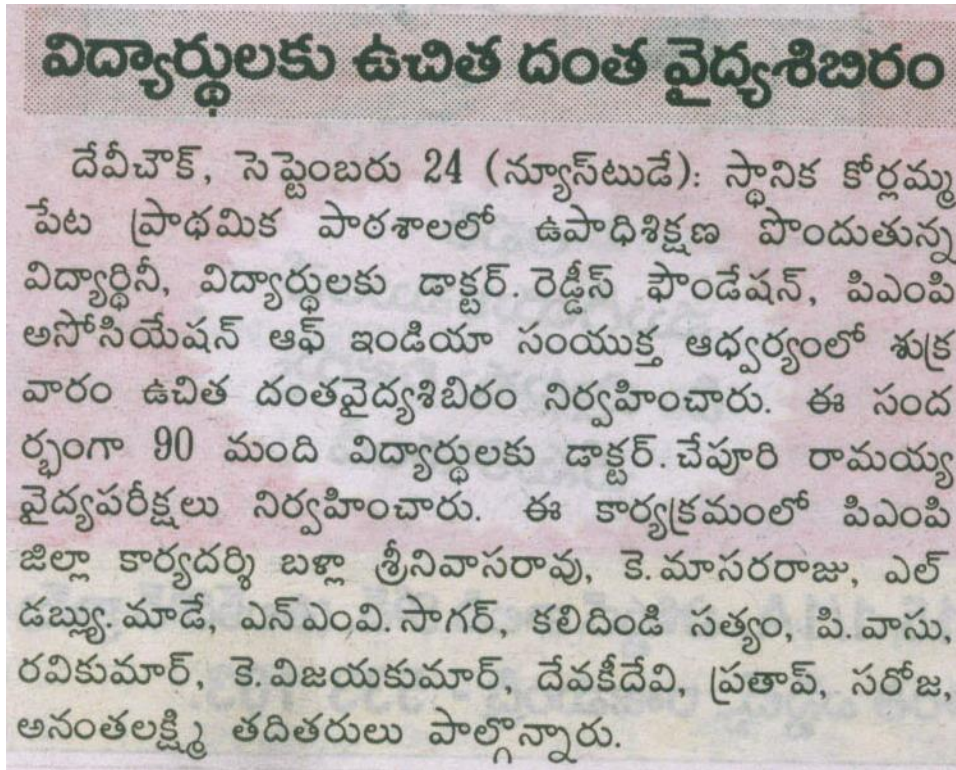 విద్యార్థులకు ఉచిత దంత వైద్యశిబిరం
దేవీచౌక్, సెప్టెంబరు 24 (న్యూస్‌టుడే): స్థానిక కోర్లమ్మ
పేట ప్రాథమిక పాఠశాలలో ఉపాధిశిక్షణ పొందుతున్న
విద్యార్థినీ, విద్యార్థులకు డాక్టర్. రెడ్డీస్ ఫౌండేషన్, పిఎంపి
అసోసియేషన్ ఆఫ్ ఇండియా సంయుక్త ఆధ్వర్యంలో శుక్ర
వారం ఉచిత దంతవైద్యశిబిరం నిర్వహించారు. ఈ సంద
ర్భంగా 90 మంది విద్యార్థులకు డాక్టర్. చేపూరి రామయ్య
వైద్యపరీక్షలు నిర్వహించారు. ఈ కార్యక్రమంలో పిఎంపి
జిల్లా కార్యదర్శి బళ్లా శ్రీనివాసరావు, కె.మాసరరాజు, ఎల్
డబ్ల్యు. మాడే, ఎన్ఎంవి. సాగర్, కలిదిండి సత్యం, పి.వాసు,
రవికుమార్, కె.విజయకుమార్, దేవకీదేవి, ప్రతాప్, సరోజ,
అనంతలక్ష్మి తదితరులు పాల్గొన్నారు.